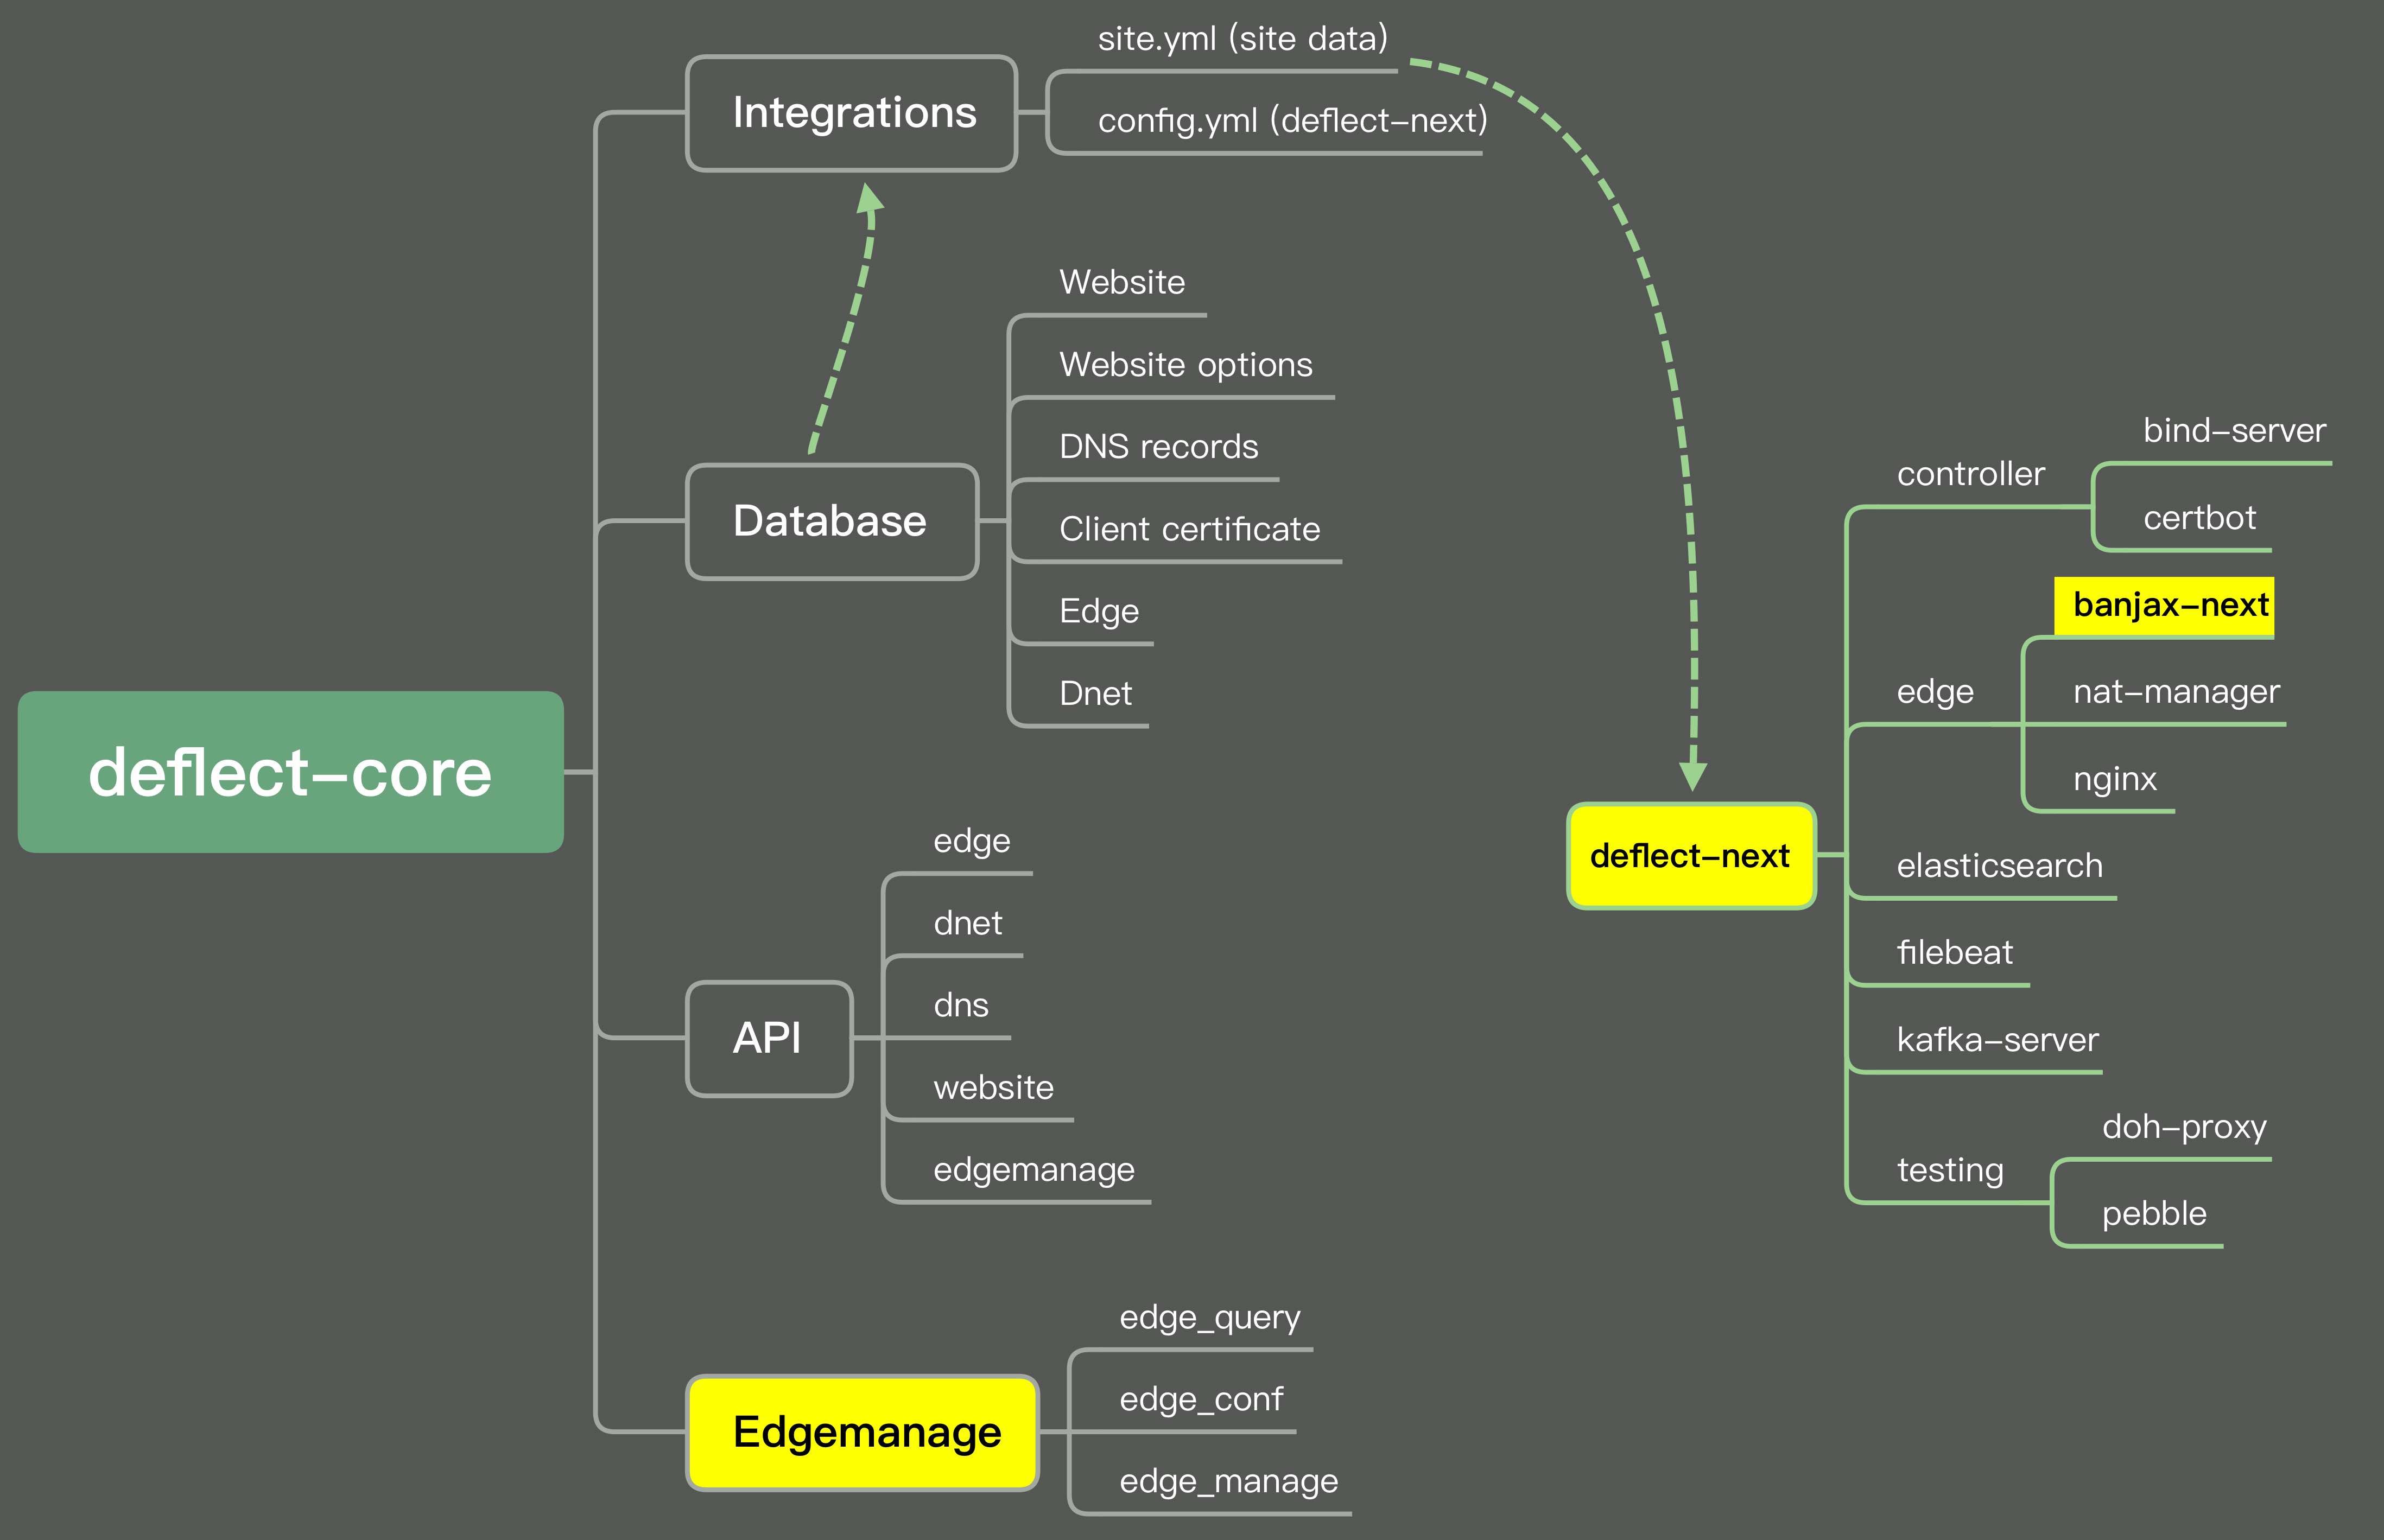 deflect-core
Integrations
site.yml (site data)
config.yml (deflect-next)
Database
Website
Website options
DNS records
Client certificate
Edge
Dnet
API
edge
dnet
dns
website
edgemanage
Edgemanage
edge_query
edge_conf
edge_manage
deflect-next
controller
bind-server
certbot
edge
banjax-next
nat-manager
nginx
elasticsearch
filebeat
kafka-server
testing
doh-proxy
pebble